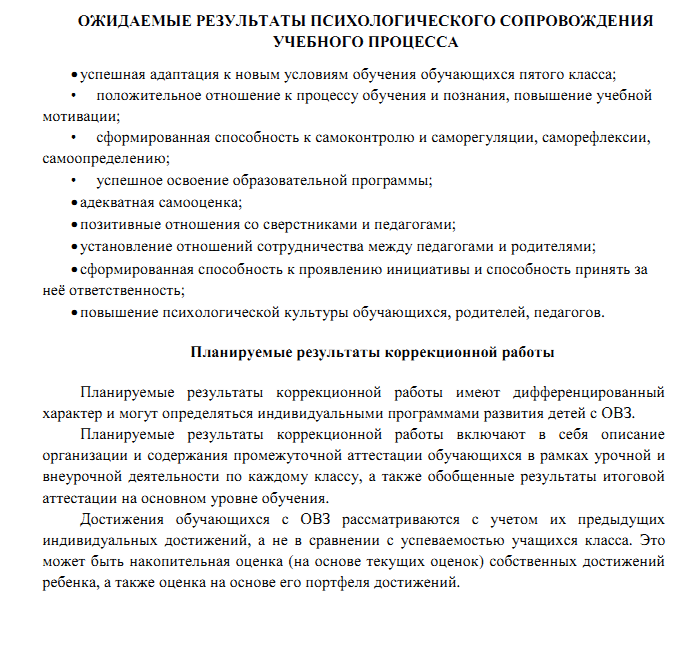 ОЖИДАЕМЫЕ РЕЗУЛЬТАТЫ ПСИХОЛОГИЧЕСКОГО СОПРОВОЖДЕНИЯ
УЧЕБНОГО ПРОЦЕССА
•успешная адаптация к новым условиям обучения обучающихся пятого класса;
• положительное отношение к процессу обучения и познания, повышение учебной
мотивации;
• сформированная способность к самоконтролю и саморегуляции, саморефлексии,
самоопределению;
• успешное освоение образовательной программы;
•адекватная самооценка;
•позитивные отношения со сверстниками и педагогами;
•установление отношений сотрудничества между педагогами и родителями;
•сформированная способность к проявлению инициативы и способность принять за
неё ответственность;
•повышение психологической культуры обучающихся, родителей, педагогов.
Планируемые результаты коррекционной работы
Планируемые результаты коррекционной работы имеют дифференцированный
характер и могут определяться индивидуальными программами развития детей с ОВЗ.
Планируемые результаты коррекционной работы включают в себя описание
организации и содержания промежуточной аттестации обучающихся в рамках урочной и
внеурочной деятельности по каждому классу, а также обобщенные результаты итоговой
аттестации на основном уровне обучения.
Достижения обучающихся с ОВЗ рассматриваются с учетом их предыдущих
индивидуальных достижений, а не в сравнении с успеваемостью учащихся класса. Это
может быть накопительная оценка (на основе текущих оценок) собственных достижений
ребенка, а также оценка на основе его портфеля достижений.